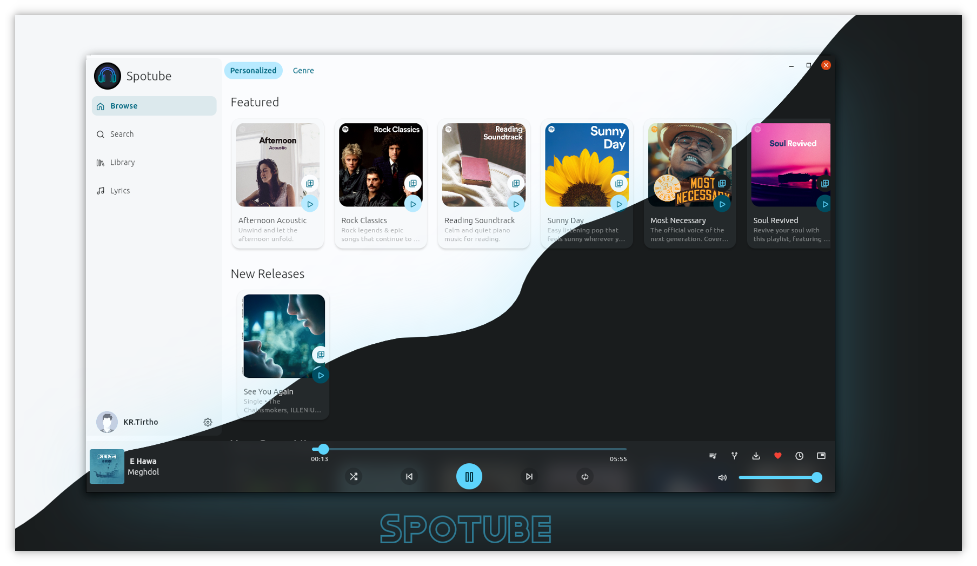 Spotube
Personalized
Genre
Browse
Search
Library
Lyrics
Featured
Afternoon
Acoustic
Rock Classics
Reading
Soundtrack
Sunny
Day
MOST
NECESSARY
Soul Revived
Afternoon Acoustic
Unwind and let the
afternoon unfold.
Rock Classics
Rock legends & epic
songs that continue to ...
Reading Soundtrack
Calm and quiet piano
music for reading.
Sunny Day
Easy listening pop that
feels sunny wherever y...
Most Necessary
The official voice of the
next generation. Cover...
Soul Revived
Revive your soul with
this playlist, featuring ...
New Releases
See You Again
Single • The
Chainsmokers, ILLEN U...
KR.Tirtho
E Hawa
Meghdol
00:13
05:55
SPOTUBE